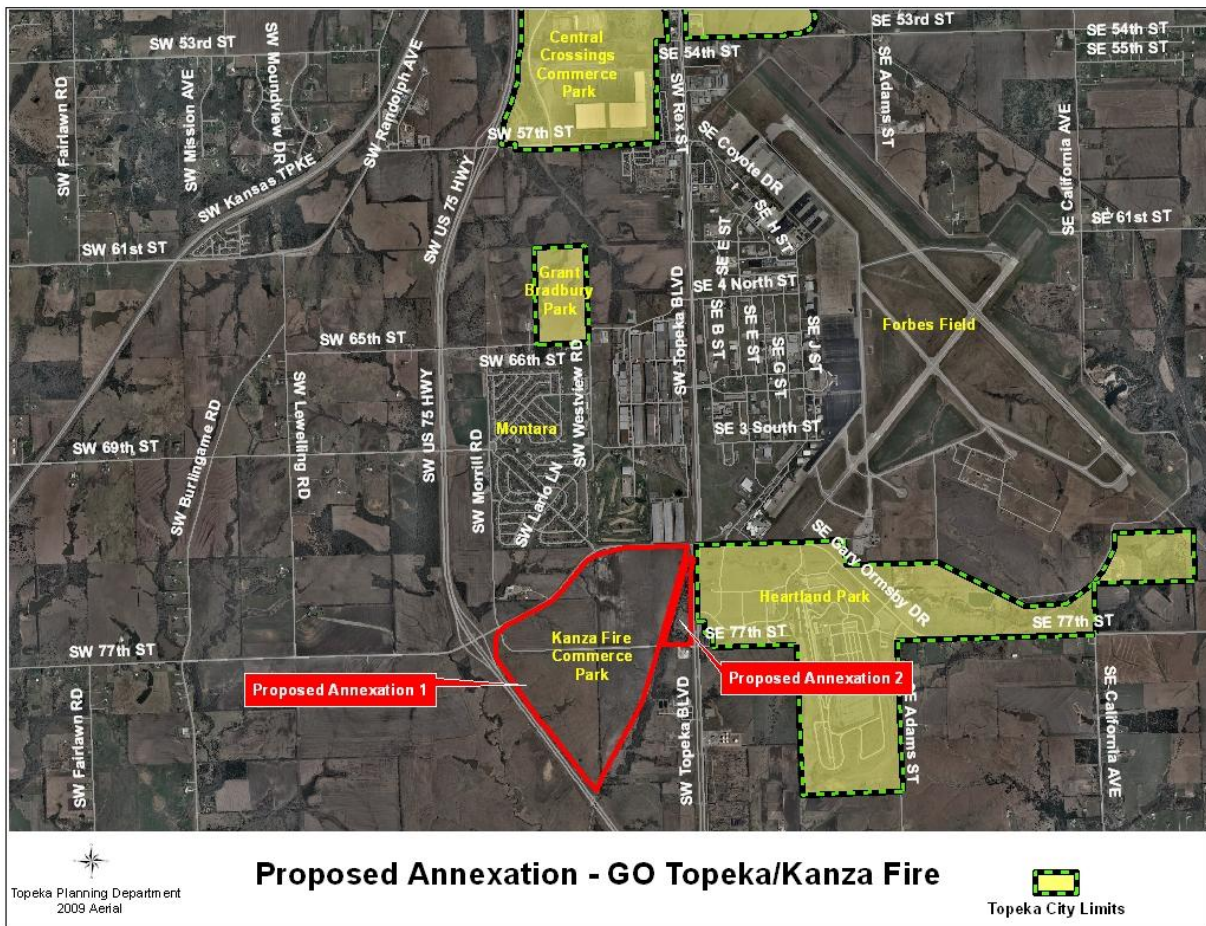 SW 53rd ST
SE 53rd ST
SE 54th ST
SE 54th ST
SE 55th ST
Central
Crossings
Commerce
Park
SW Fairlawn RD
SW Mission AVE
SW Moundview DR
SW Randolph AVE
SW Kansas TPKE
SW 57th ST
SW US 75 HWY
SW Rex ST
SE Coyote DR
SE Adams ST
SE California AVE
SW 61st ST
SE 61st ST
SE H ST
SE E ST
SE 4 North ST
Grant
Bradbury
Park
SW Topeka BLVD
SE B ST
SE E ST
SE G ST
SE J ST
Forbes Field
SW 65th ST
SW 66th ST
SW Westview RD
SW US 75 HWY
SW Burlingame RD
SW Lewelling RD
Montara
SE 3 South ST
SW 69th ST
SW Morrill RD
SW Lario LN
SE Gary Ormsby DR
Heartland Park
SE 77th ST
SE 77th ST
SW 77th ST
Kanza Fire
Commerce
Park
Proposed Annexation 1
Proposed Annexation 2
SW Fairlawn RD
SW Topeka BLVD
SE Adams ST
SE California AVE
Topeka Planning Department
2009 Aerial
Proposed Annexation - GO Topeka/Kanza Fire
Topeka City Limits